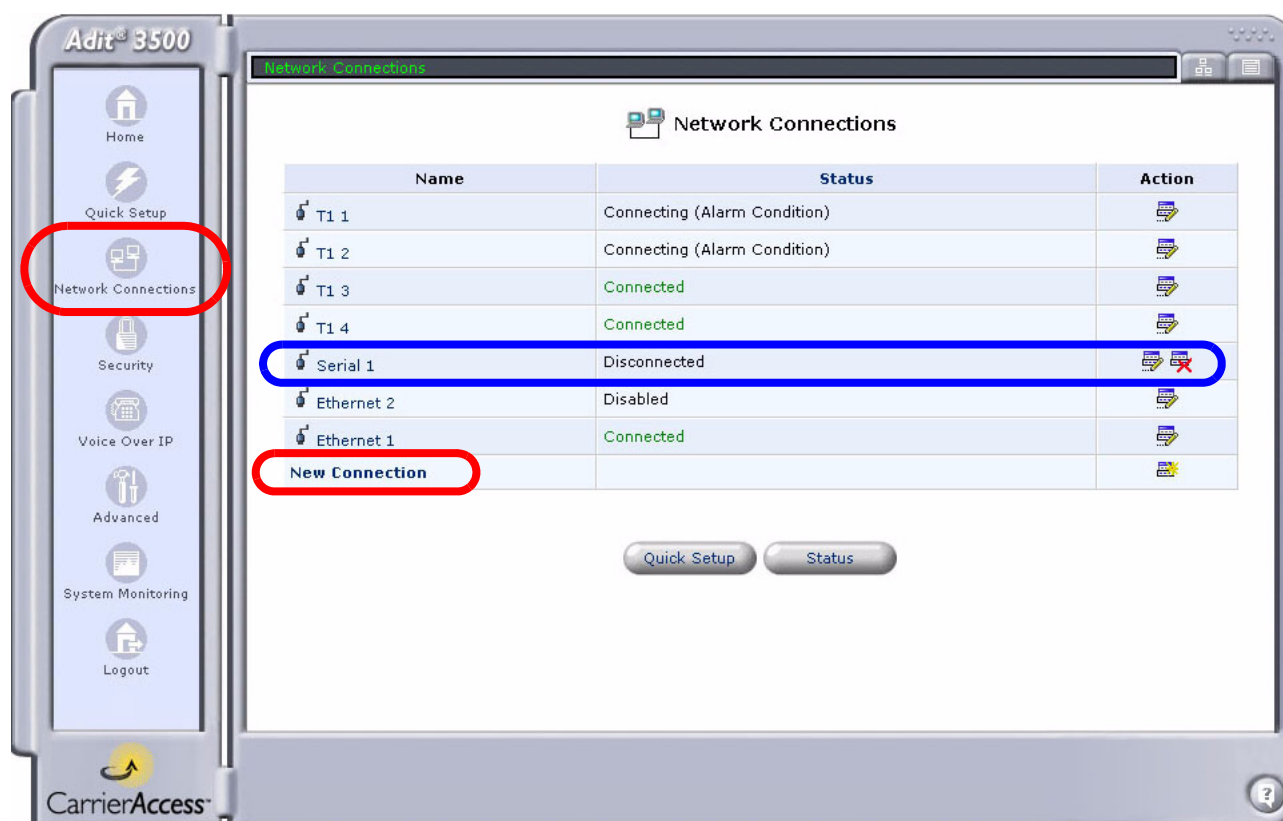 Adit® 3500
Network Connections
Home
Quick Setup
Network Connections
Security
Voice Over IP
Advanced
System Monitoring
Logout
Network Connections
Name Status Action
T1 1 Connecting (Alarm Condition)
T1 2 Connecting (Alarm Condition)
T1 3 Connected
T1 4 Connected
Serial 1 Disconnected
Ethernet 2 Disabled
Ethernet 1 Connected
New Connection
Quick Setup Status
CarrierAccess™
?